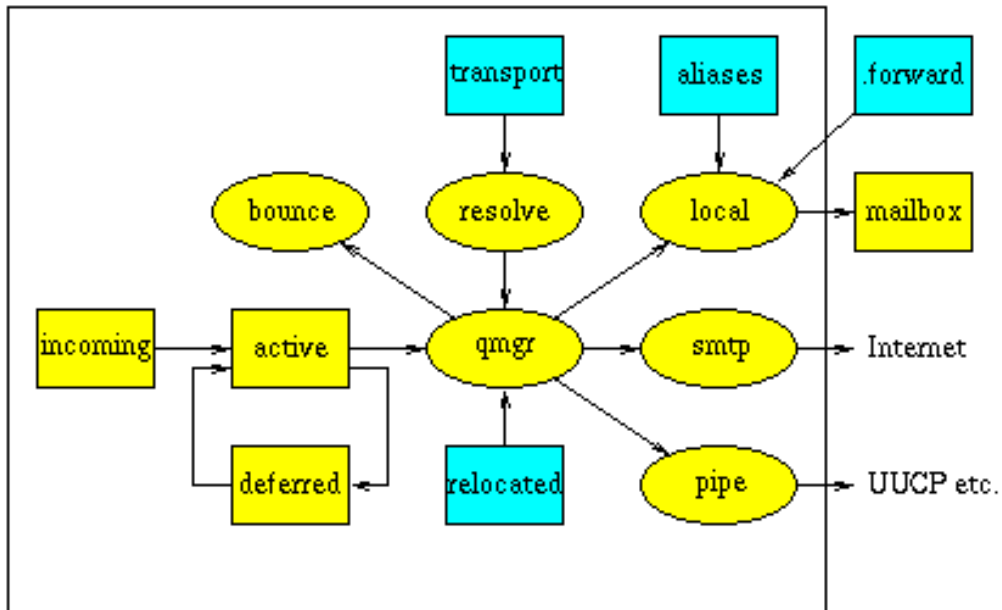 transport
aliases
.forward
bounce
resolve
local
mailbox
incoming
active
qmgr
smtp
Internet
deferred
relocated
pipe
UUCP etc.